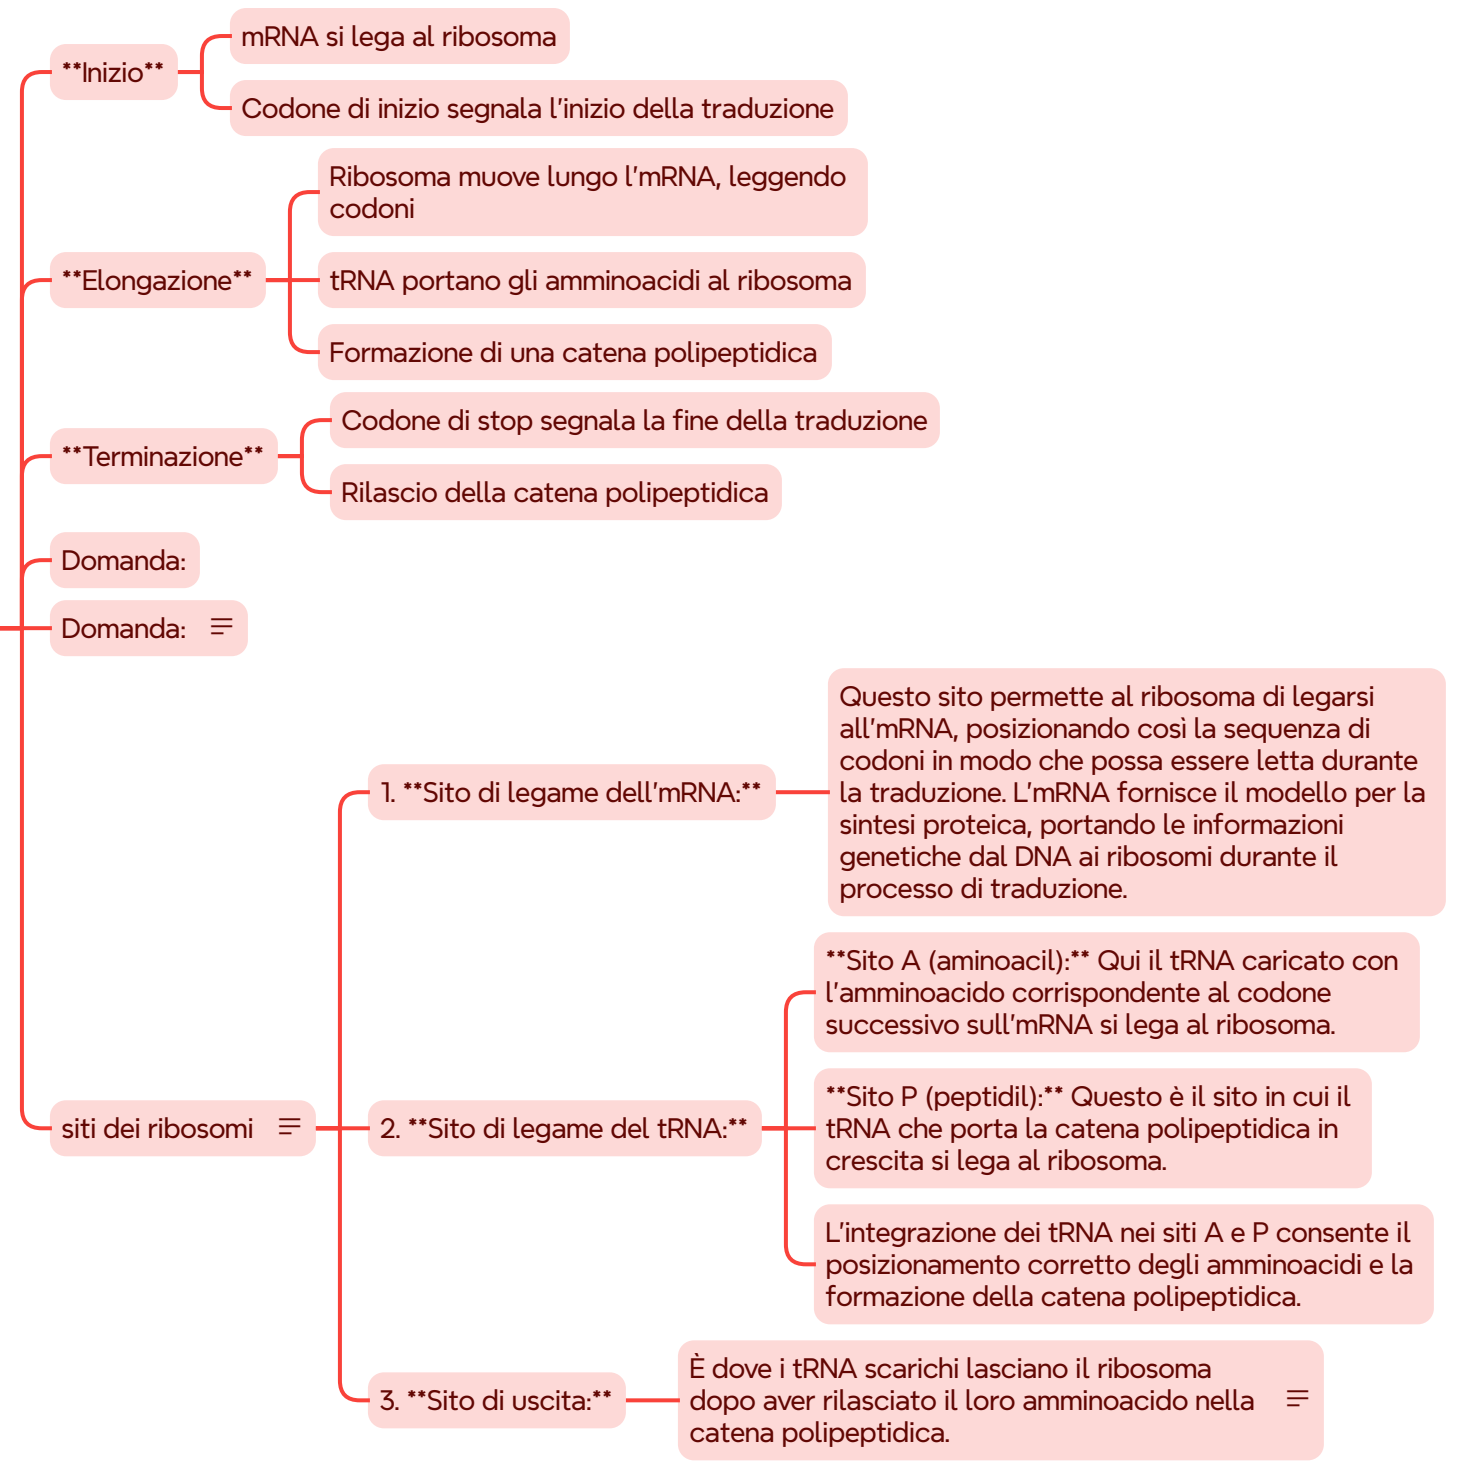 **Inizio**
mRNA si lega al ribosoma
Codone di inizio segnala l'inizio della traduzione
**Elongazione**
Ribosoma muove lungo l'mRNA, leggendo
codoni
tRNA portano gli amminoacidi al ribosoma
Formazione di una catena polipeptidica
**Terminazione**
Codone di stop segnala la fine della traduzione
Rilascio della catena polipeptidica
Domanda:
Domanda:
siti dei ribosomi
1. **Sito di legame dell'mRNA:**
Questo sito permette al ribosoma di legarsi
all'mRNA, posizionando così la sequenza di
codoni in modo che possa essere letta durante
la traduzione. L'mRNA fornisce il modello per la
sintesi proteica, portando le informazioni
genetiche dal DNA ai ribosomi durante il
processo di traduzione.
2. **Sito di legame del tRNA:**
**Sito A (aminoacil):** Qui il tRNA caricato con
l'amminoacido corrispondente al codone
successivo sull'mRNA si lega al ribosoma.
**Sito P (peptidil):** Questo è il sito in cui il
tRNA che porta la catena polipeptidica in
crescita si lega al ribosoma.
L'integrazione dei tRNA nei siti A e P consente il
posizionamento corretto degli amminoacidi e la
formazione della catena polipeptidica.
3. **Sito di uscita:**
È dove i tRNA scarichi lasciano il ribosoma
dopo aver rilasciato il loro amminoacido nella
catena polipeptidica.